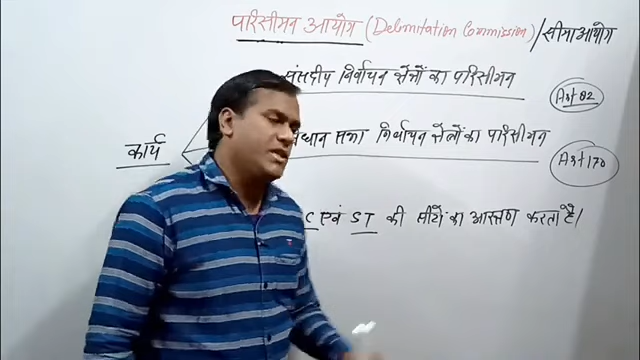 परिसीमन आयोग (Delimitation Commission) / सीमा आयोग
संसदीय निर्वाचन क्षेत्रों का परिसीमन Art 82
कार्य
विधान सभा निर्वाचन क्षेत्रों का परिसीमन Art 170
C एवं ST की सीटों का आरक्षण करता है।